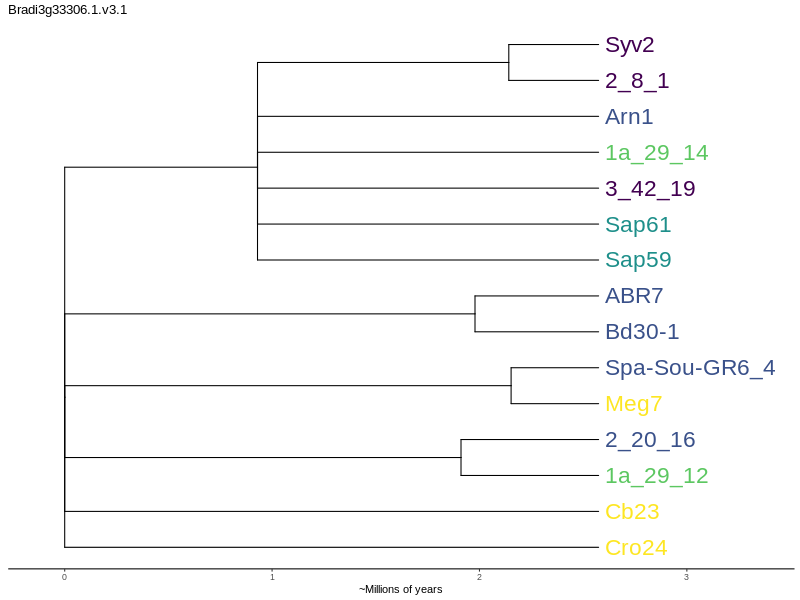 Bradi3g33306.1.v3.1
Syv2
2_8_1
Arn1
1a_29_14
3_42_19
Sap61
Sap59
ABR7
Bd30-1
Spa-Sou-GR6_4
Meg7
2_20_16
1a_29_12
Cb23
Cro24
0 1 2 3
~Millions of years